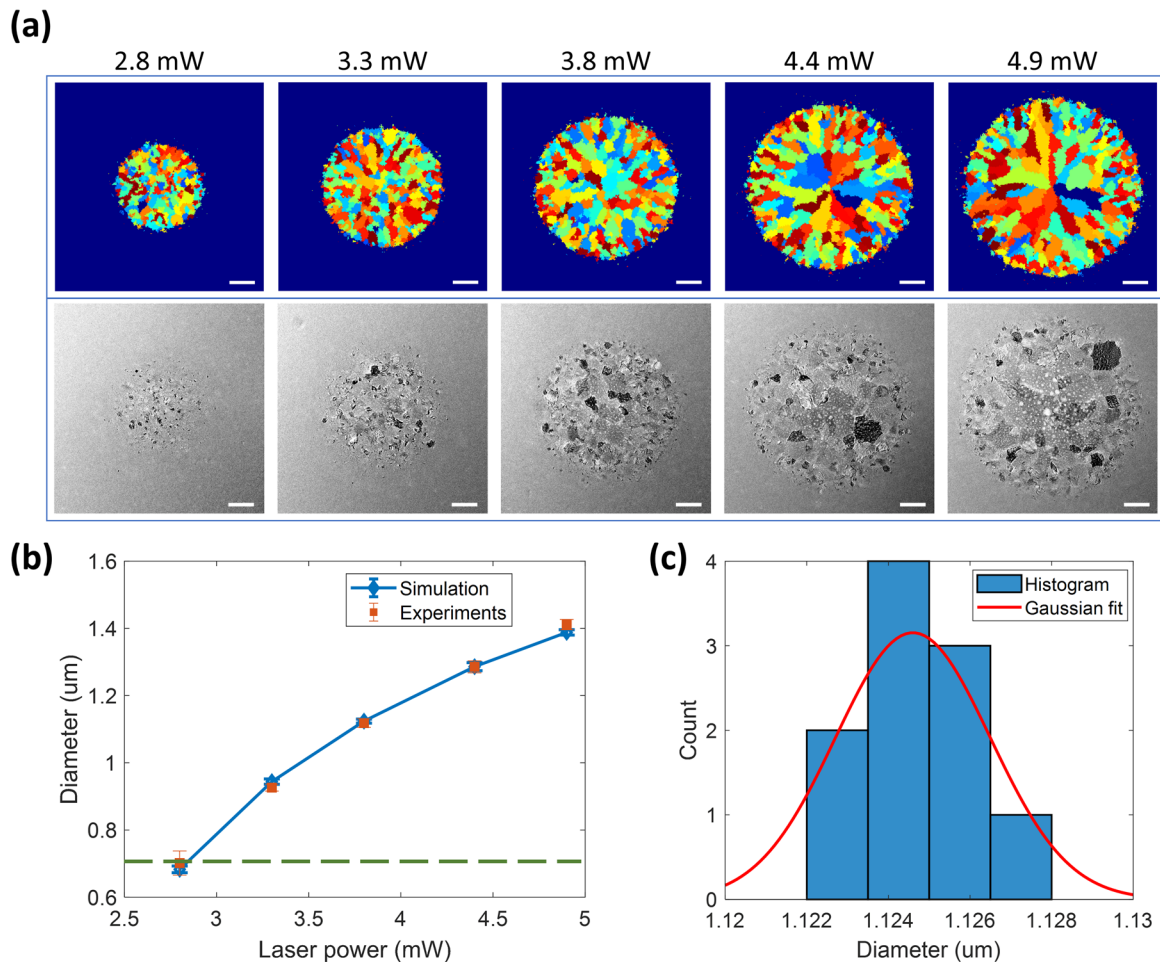 (a)
2.8 mW 3.3 mW 3.8 mW 4.4 mW 4.9 mW
(b)
1.6
1.4
1.2
1
0.8
0.6
Diameter (um)
Simulation
Experiments
2.5 3 3.5 4 4.5 5
Laser power (mW)
(c)
4
3
2
1
0
Count
Histogram
Gaussian fit
1.12 1.122 1.124 1.126 1.128 1.13
Diameter (um)